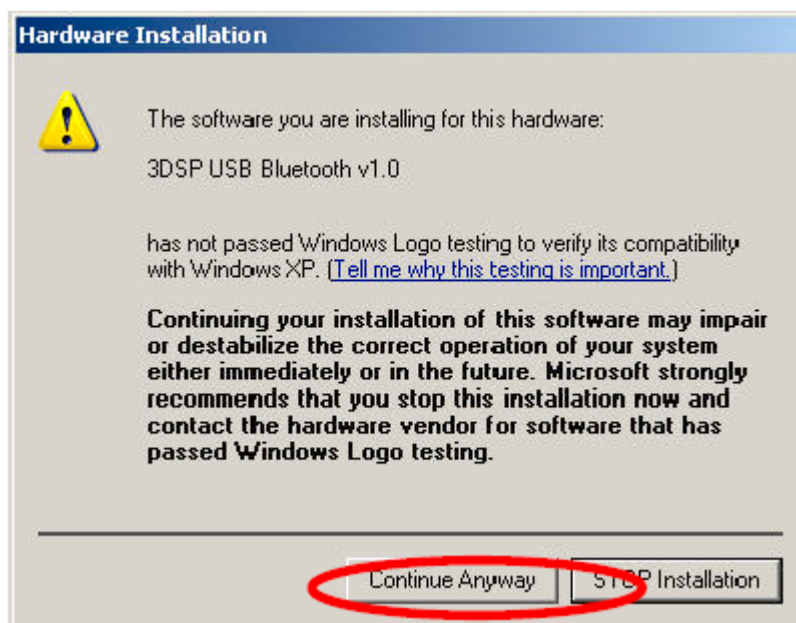 Hardware Installation
The software you are installing for this hardware:
3DSP USB Bluetooth v1.0
has not passed Windows Logo testing to verify its compatibility
with Windows XP. (Tell me why this testing is important.)
Continuing your installation of this software may impair
or destabilize the correct operation of your system
either immediately or in the future. Microsoft strongly
recommends that you stop this installation now and
contact the hardware vendor for software that has
passed Windows Logo testing.
Continue Anyway
STOP Installation